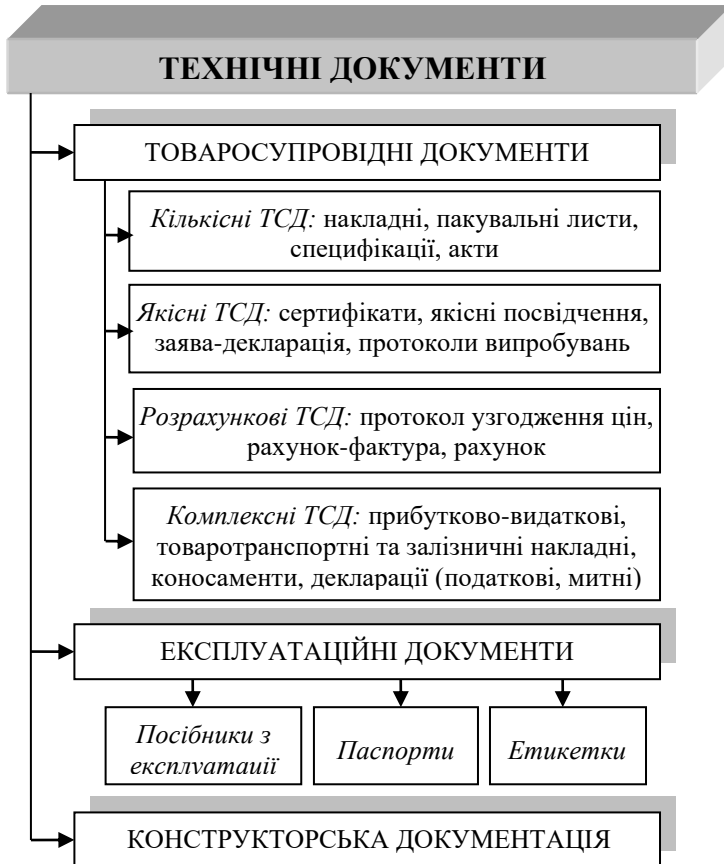 ТЕХНІЧНІ ДОКУМЕНТИ
ТОВАРОСУПРОВІДНІ ДОКУМЕНТИ
Кількісні ТСД: накладні, пакувальні листи,
специфікації, акти
Якісні ТСД: сертифікати, якісні посвідчення,
заява-декларація, протоколи випробувань
Розрахункові ТСД: протокол узгодження цін,
рахунок-фактура, рахунок
Комплексні ТСД: прибутково-видаткові,
товаротранспортні та залізничні накладні,
коносаменти, декларації (податкові, митні)
ЕКСПЛУАТАЦІЙНІ ДОКУМЕНТИ
Посібники з
експлуатації
Паспорти
Етикетки
КОНСТРУКТОРСЬКА ДОКУМЕНТАЦІЯ